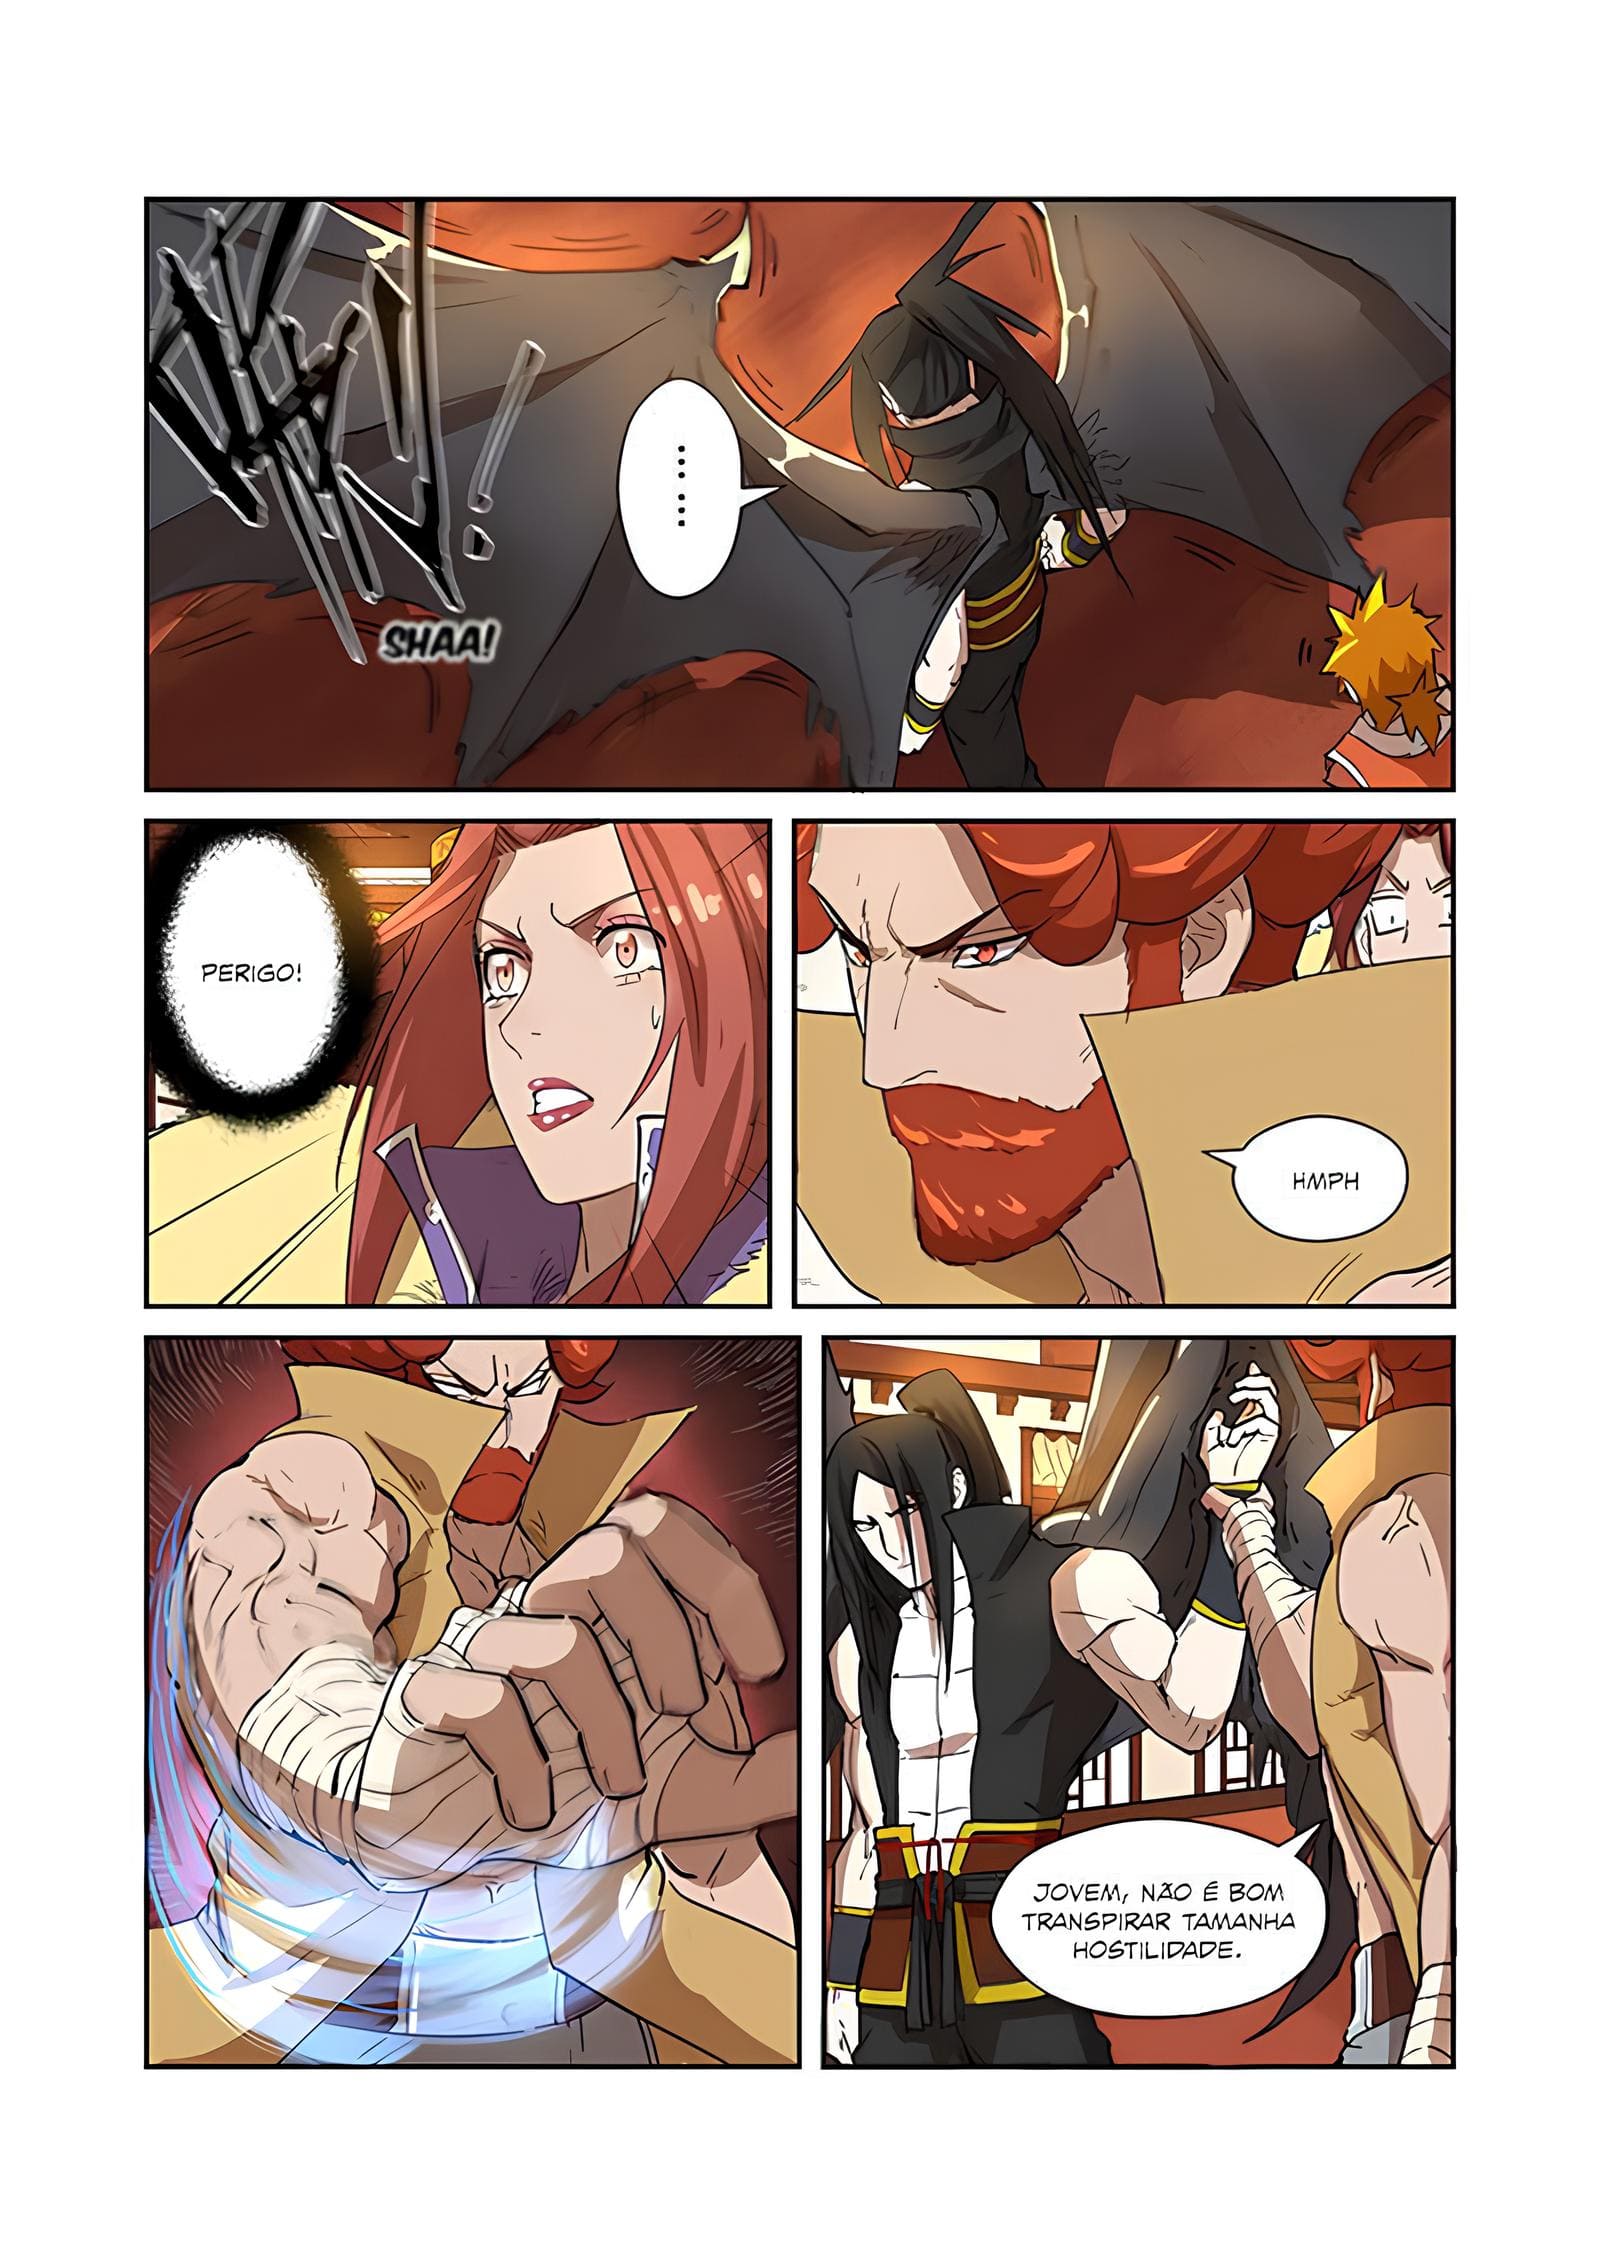 SHAA!
......
PERIGO!
HMPH
JOVEM, NÃO É BOM
TRANSPIRAR TAMANHA
HOSTILIDADE.